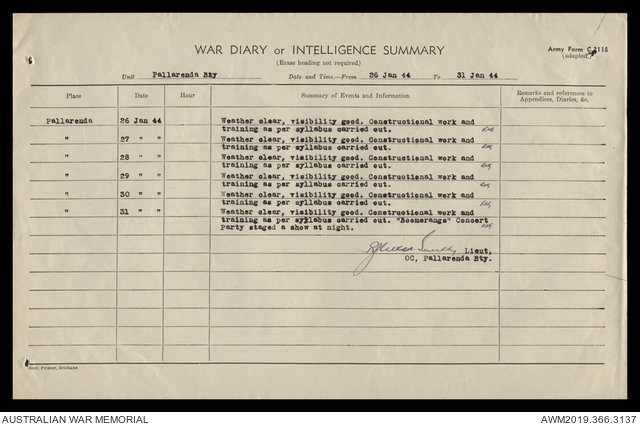 WAR DIARY or INTELLIGENCE SUMMARY
Army Form C.2118
(adapted)
(Erase heading not required)
Unit Pallarenda Bty Date and Time.—From 26 Jan 44 To 31 Jan 44
Place Date Hour Summary of Events and Information Remarks and references to
Appendices, Diaries, &c.
Pallarenda 26 Jan 44 Weather clear, visibility good. Constructional work and
training as per syllabus carried out.
" 27 " " Weather clear, visibility good. Constructional work and
training as per syllabus carried out.
" 28 " " Weather clear, visibility good. Constructional work and
training as per syllabus carried out.
" 29 " " Weather clear, visibility good. Constructional work and
training as per syllabus carried out.
" 30 " " Weather clear, visibility good. Constructional work and
training as per syllabus carried out.
" 31 " " Weather clear, visibility good. Constructional work and
training as per syllabus carried out. "Boomerangs" Concert
Party staged a show at night.
Lieut,
OC, Pallarenda Bty.
Govt. Printer, Brisbane
AUSTRALIAN WAR MEMORIAL AWM2019.366.3137